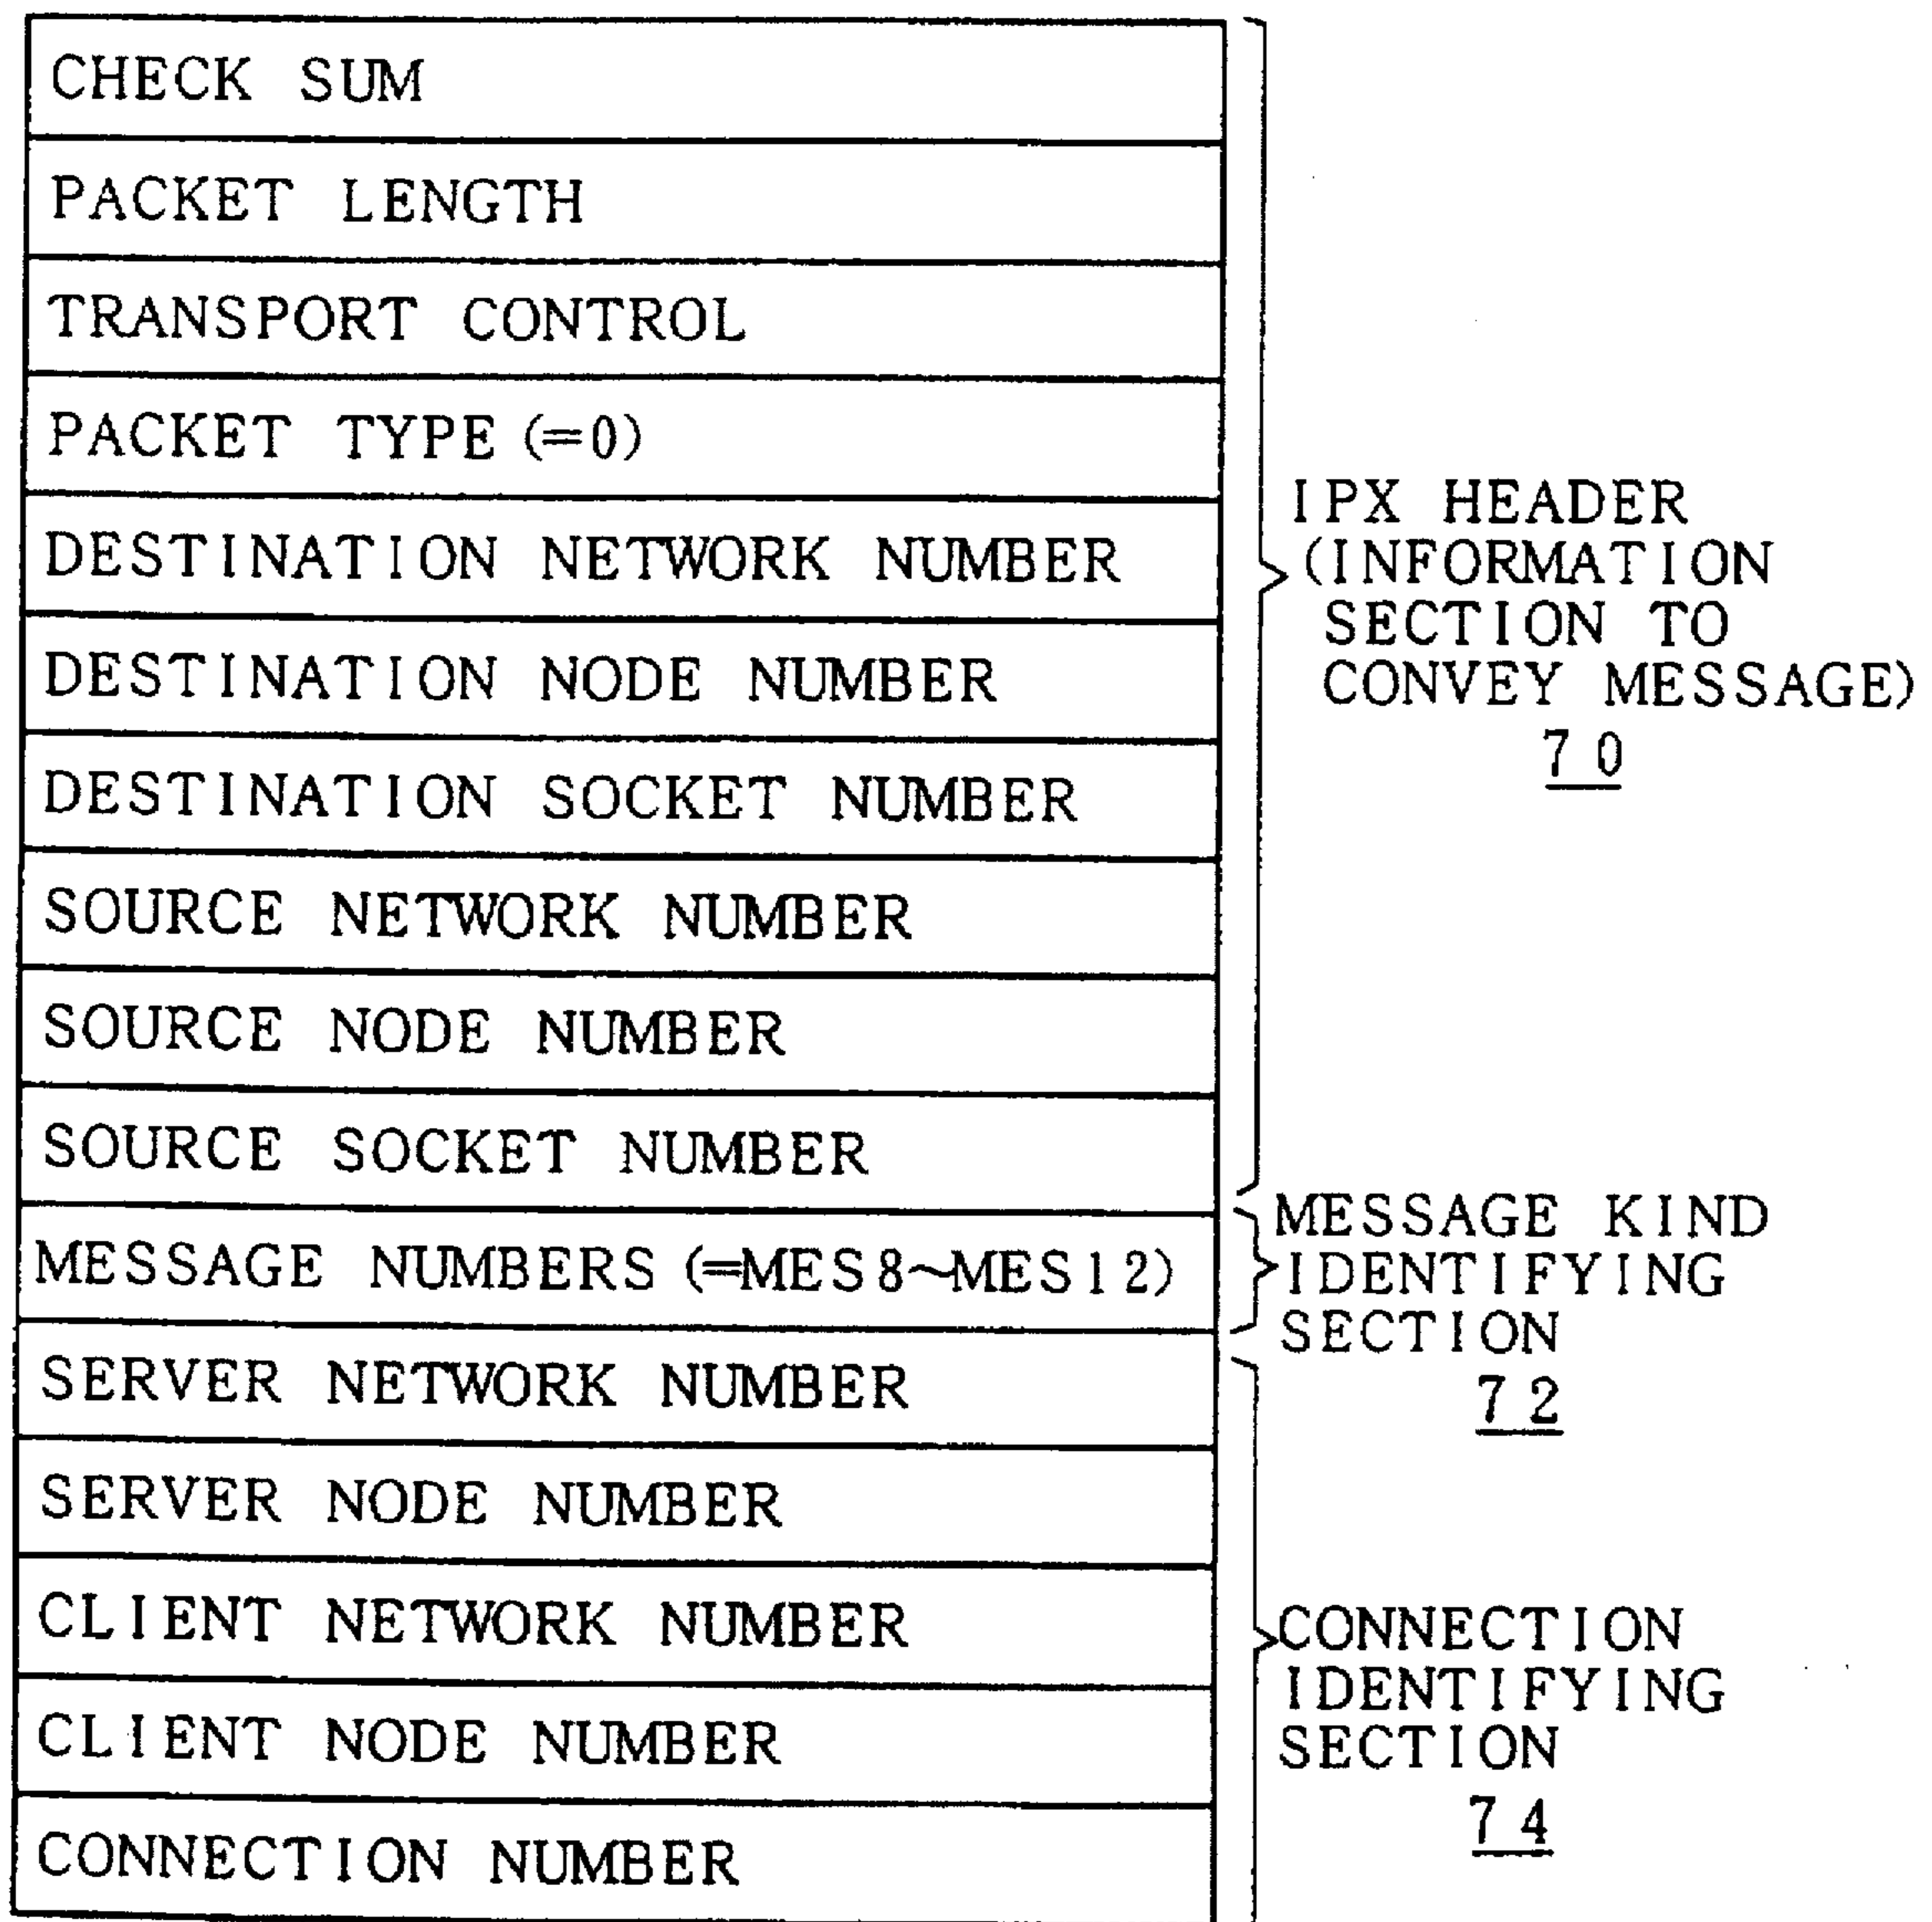 CHECK SUM
PACKET LENGTH
TRANSPORT CONTROL
PACKET TYPE (=0)
DESTINATION NETWORK NUMBER
DESTINATION NODE NUMBER
DESTINATION SOCKET NUMBER
SOURCE NETWORK NUMBER
SOURCE NODE NUMBER
SOURCE SOCKET NUMBER
MESSAGE NUMBERS (=MES8~MES12)
SERVER NETWORK NUMBER
SERVER NODE NUMBER
CLIENT NETWORK NUMBER
CLIENT NODE NUMBER
CONNECTION NUMBER
IPX HEADER
(INFORMATION
SECTION TO
CONVEY MESSAGE)
70
MESSAGE KIND
IDENTIFYING
SECTION
72
CONNECTION
IDENTIFYING
SECTION
74